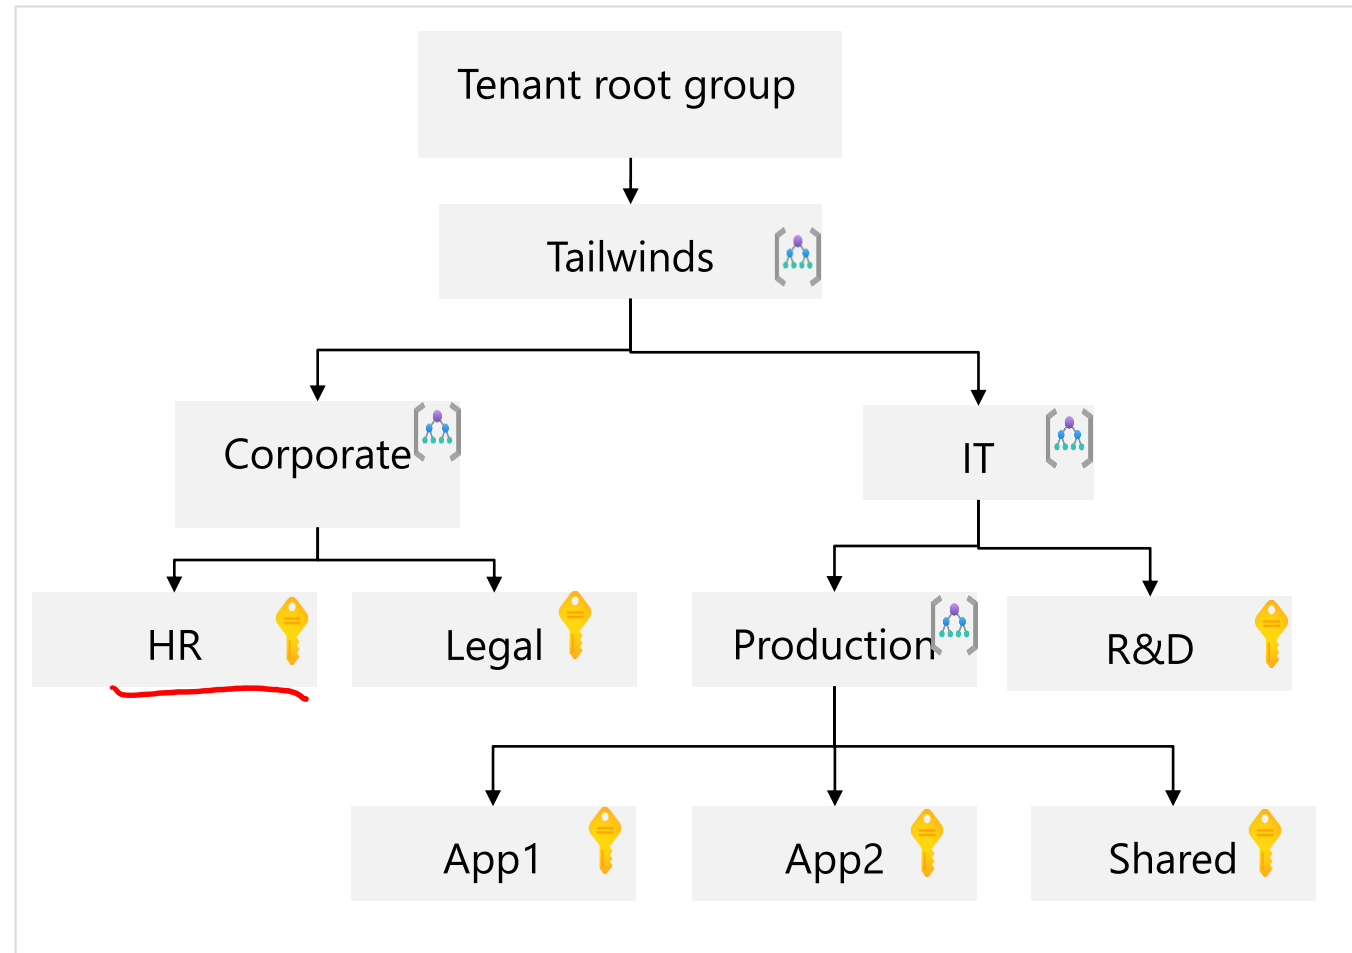 Tenant root group
Tailwinds
Corporate
IT
HR
Legal
Production
R&D
App1
App2
Shared